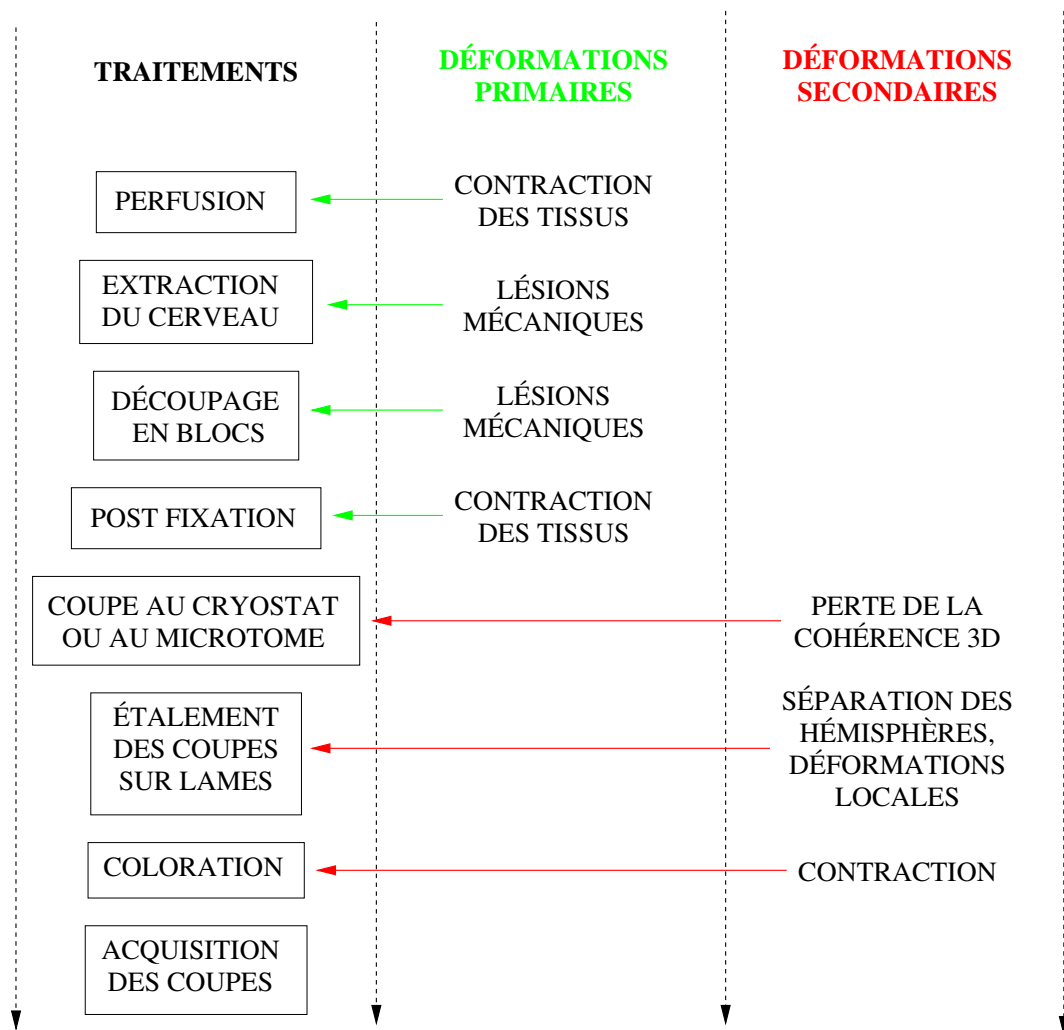 TRAITEMENTS
DÉFORMATIONS
PRIMAIRES
DÉFORMATIONS
SECONDAIRES
PERFUSION
CONTRACTION
DES TISSUS
EXTRACTION
DU CERVEAU
LÉSIONS
MÉCANIQUES
DÉCOUPAGE
EN BLOCS
LÉSIONS
MÉCANIQUES
POST FIXATION
CONTRACTION
DES TISSUS
COUPE AU CRYOSTAT
OU AU MICROTOME
PERTE DE LA
COHÉRENCE 3D
ÉTALEMENT
DES COUPES
SUR LAMES
SÉPARATION DES
HÉMISPHÈRES,
DÉFORMATIONS
LOCALES
COLORATION
CONTRACTION
ACQUISITION
DES COUPES